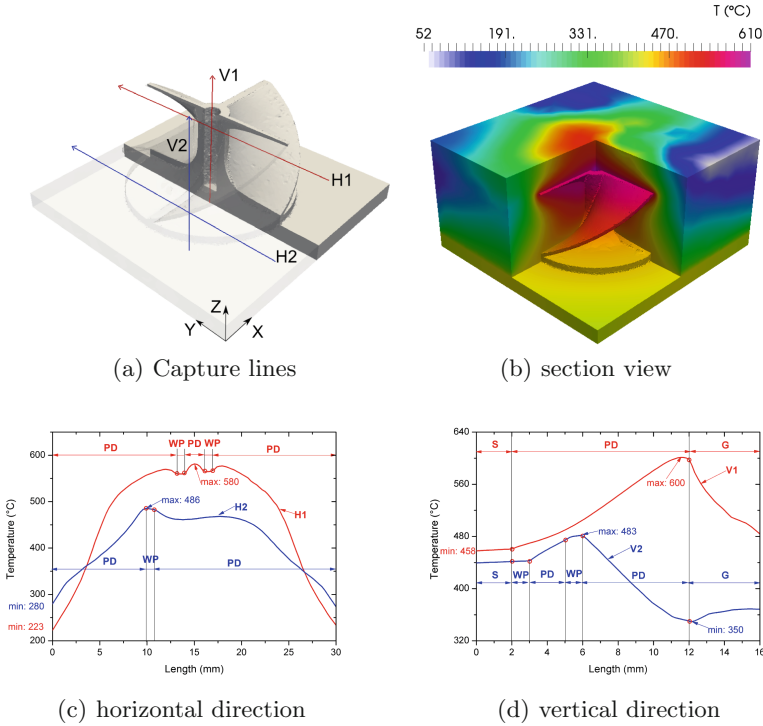 T (°C)
52 191. 331. 470. 610
V1
V2
H1
H2
Z
Y X
(a) Capture lines
(b) section view
PD WP PD WP PD
max: 580
max: 486
H2
H1
PD WP PD
min: 280
min: 223
Temperature (°C)
600
500
400
300
200
0 5 10 15 20 25 30
Length (mm)
S PD G
V1
max: 600
max: 483
min: 458
V2
S WP PD WP PD G
min: 350
Temperature (°C)
640
560
480
400
320
0 2 4 6 8 10 12 14 16
Length (mm)
(c) horizontal direction
(d) vertical direction